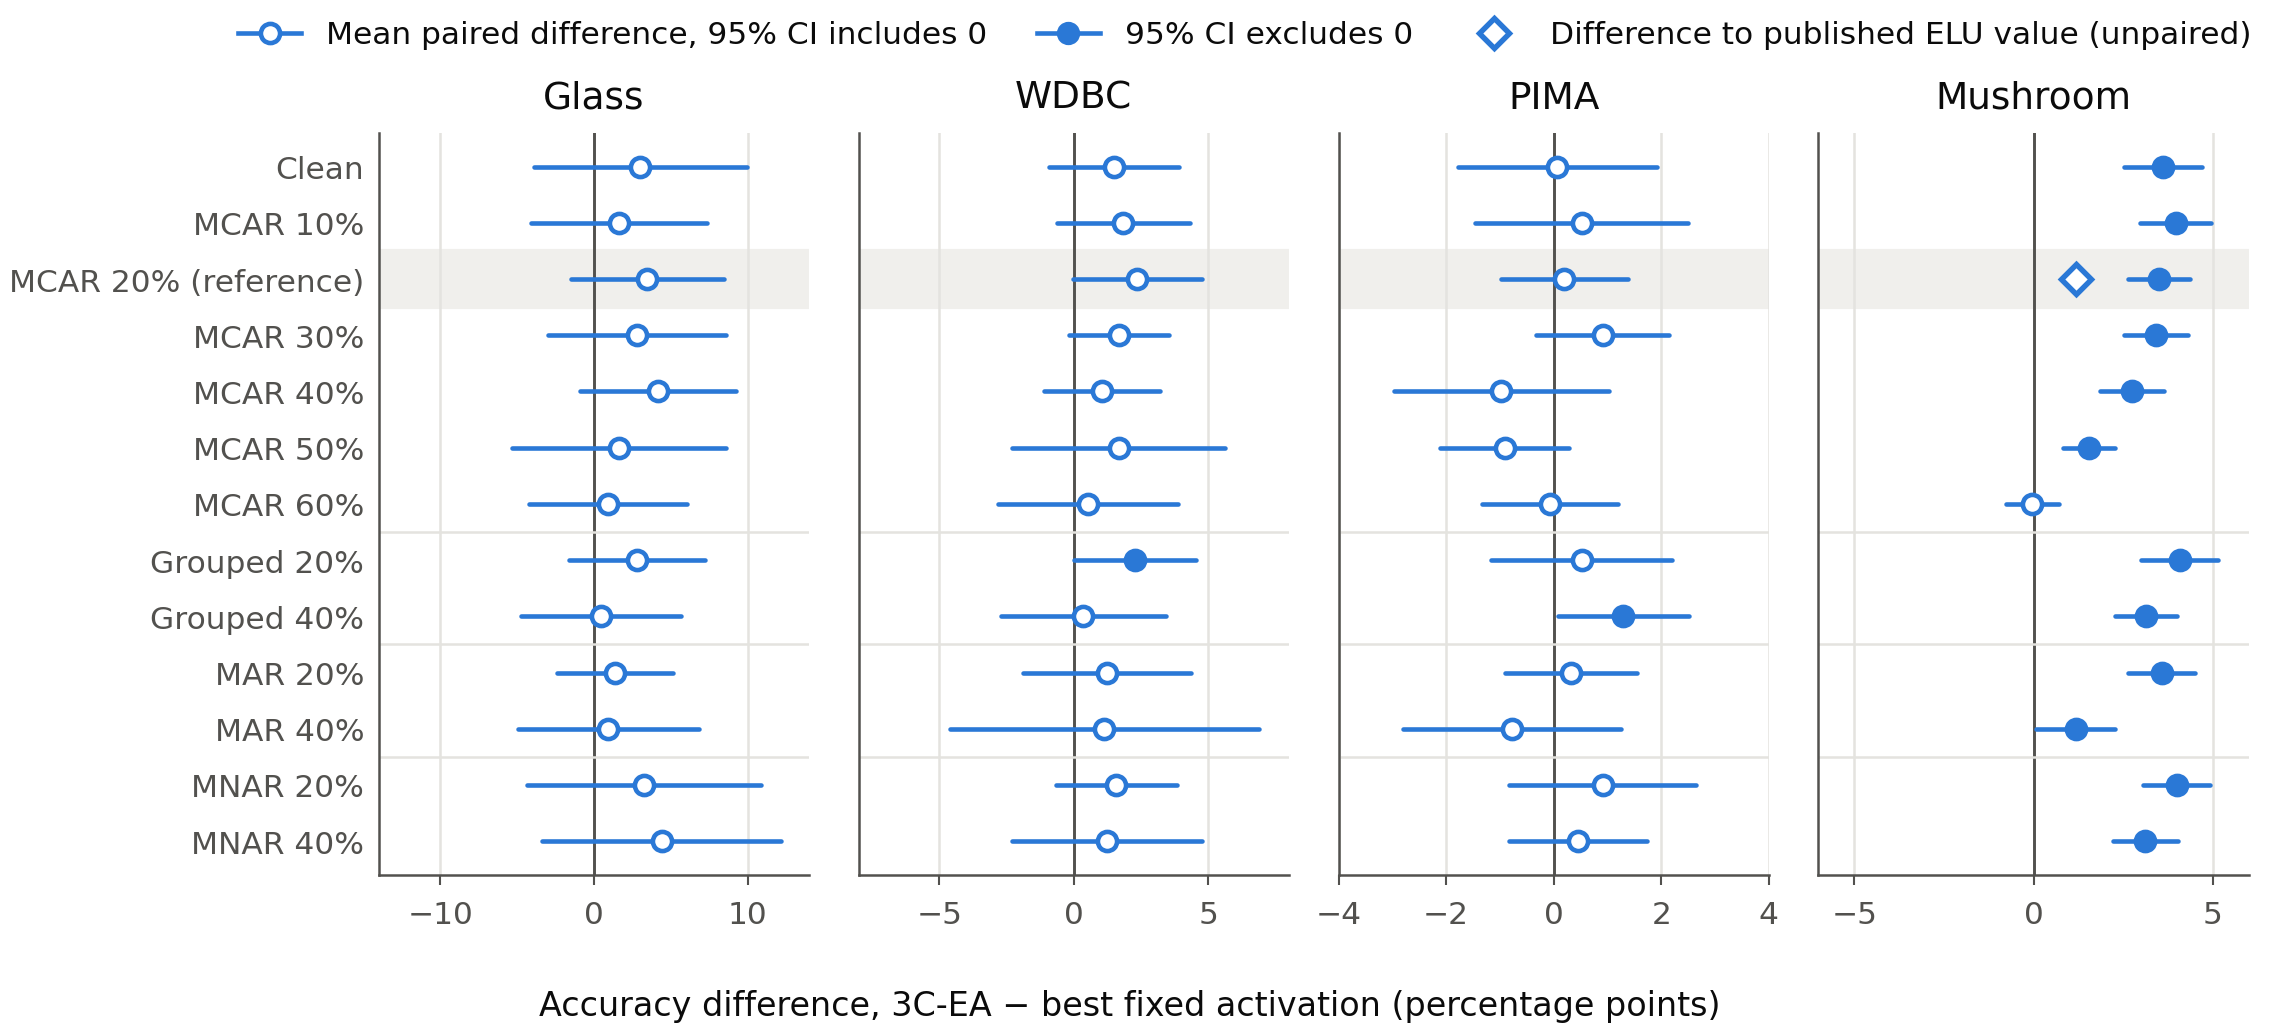 Mean paired difference, 95% CI includes 0 95% CI excludes 0 Difference to published ELU value (unpaired)
Glass WDBC PIMA Mushroom
Clean
MCAR 10%
MCAR 20% (reference)
MCAR 30%
MCAR 40%
MCAR 50%
MCAR 60%
Grouped 20%
Grouped 40%
MAR 20%
MAR 40%
MNAR 20%
MNAR 40%
−10 0 10 −5 0 5 −4 −2 0 2 4 −5 0 5
Accuracy difference, 3C-EA − best fixed activation (percentage points)